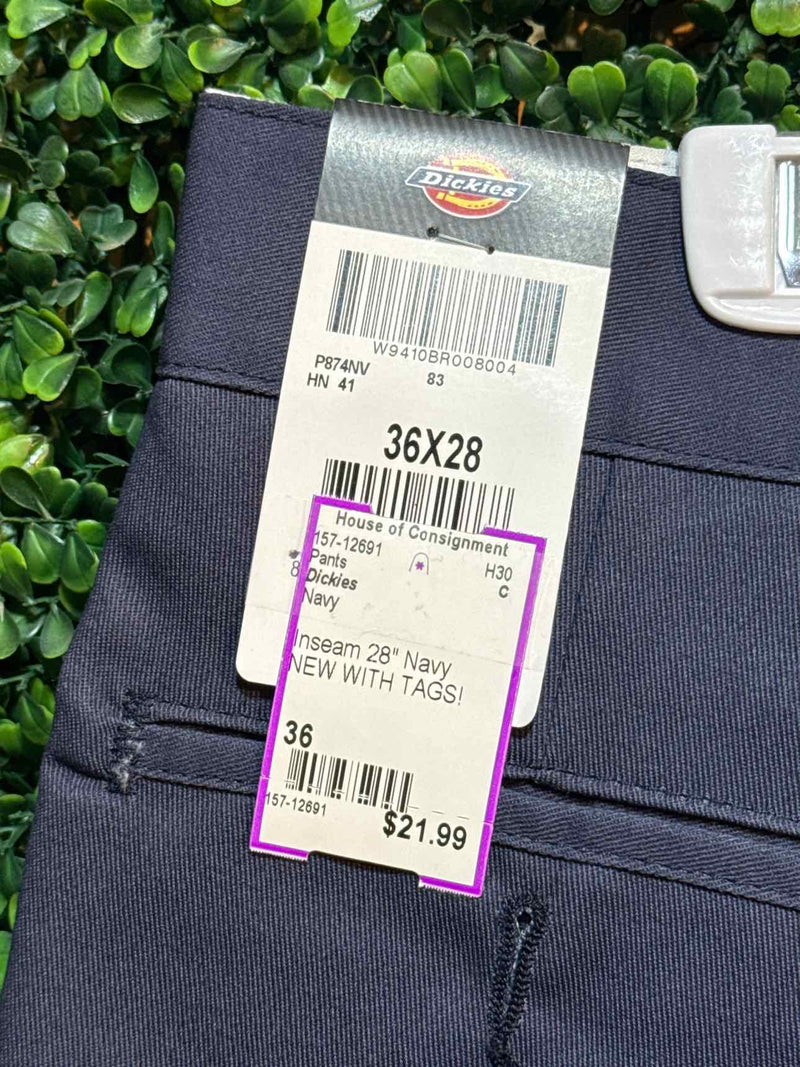 Dickies
W9410BR008004
P874NV
HN 41 83
36X28
House of Consignment
157-12691
Pants H30
Dickies C
Navy
8
Inseam 28" Navy
NEW WITH TAGS!
36
157-12691
$21.99